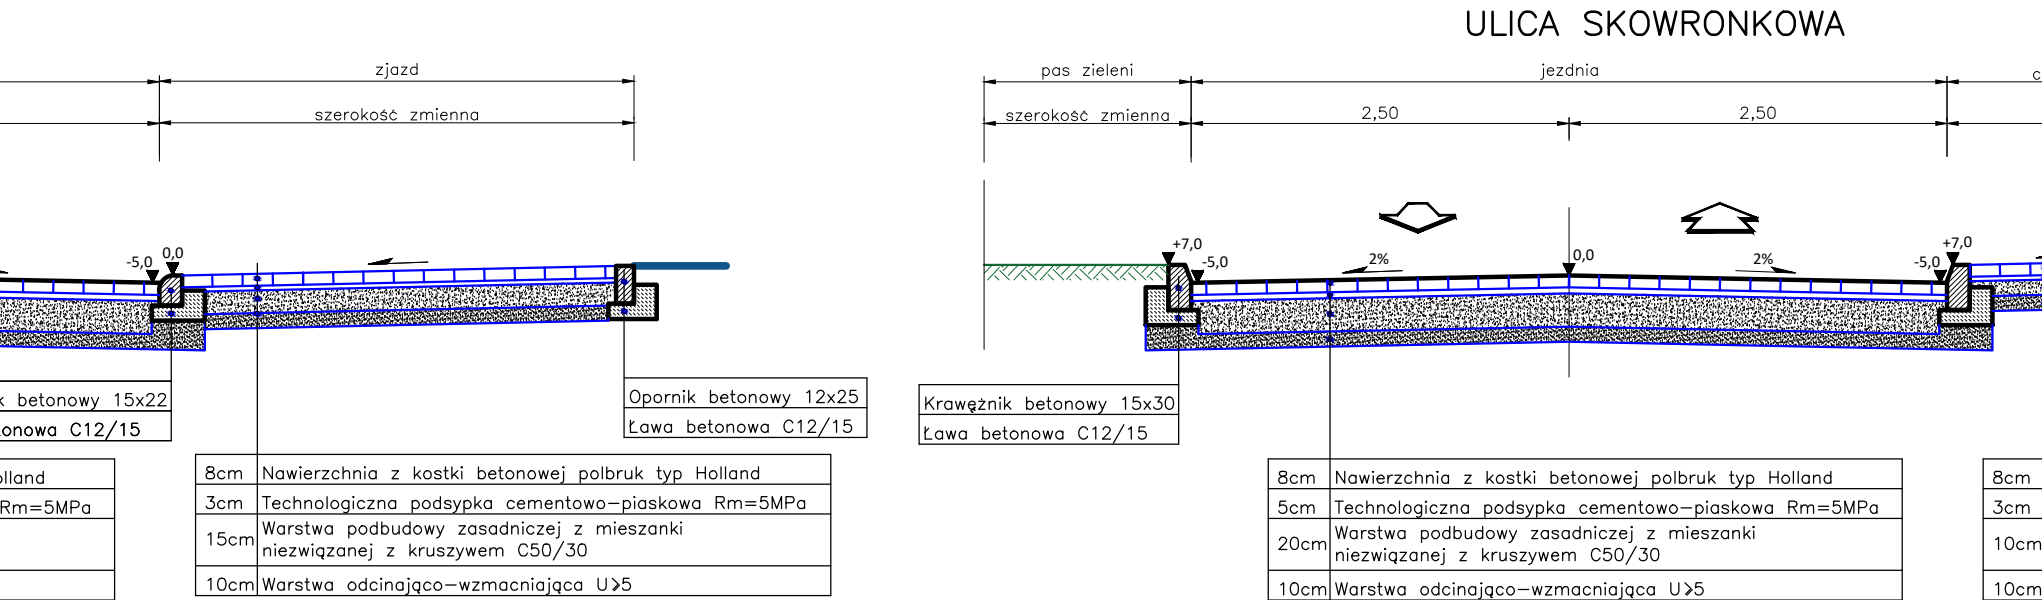 ULICA SKOWRONKOWA
zjazd
pas zieleni
jezdnia
szerokość zmienna
szerokość zmienna
2,50
2,50
-5,0
0,0
+7,0
-5,0
2%
0,0
2%
-5,0
+7,0
betonowy 15x22
C12/15
Opornik betonowy 12x25
Ława betonowa C12/15
Krawężnik betonowy 15x30
Ława betonowa C12/15
Rm=5MPa
8cm Nawierzchnia z kostki betonowej polbruk typ Holland
3cm Technologiczna podsypka cementowo-piaskowa Rm=5MPa
15cm Warstwa podbudowy zasadniczej z mieszanki
niezwiązanej z kruszywem C50/30
10cm Warstwa odcinająco-wzmacniająca U⩾5
8cm Nawierzchnia z kostki betonowej polbruk typ Holland
5cm Technologiczna podsypka cementowo-piaskowa Rm=5MPa
20cm Warstwa podbudowy zasadniczej z mieszanki
niezwiązanej z kruszywem C50/30
10cm Warstwa odcinająco-wzmacniająca U⩾5
8cm
3cm
10cm
10cm